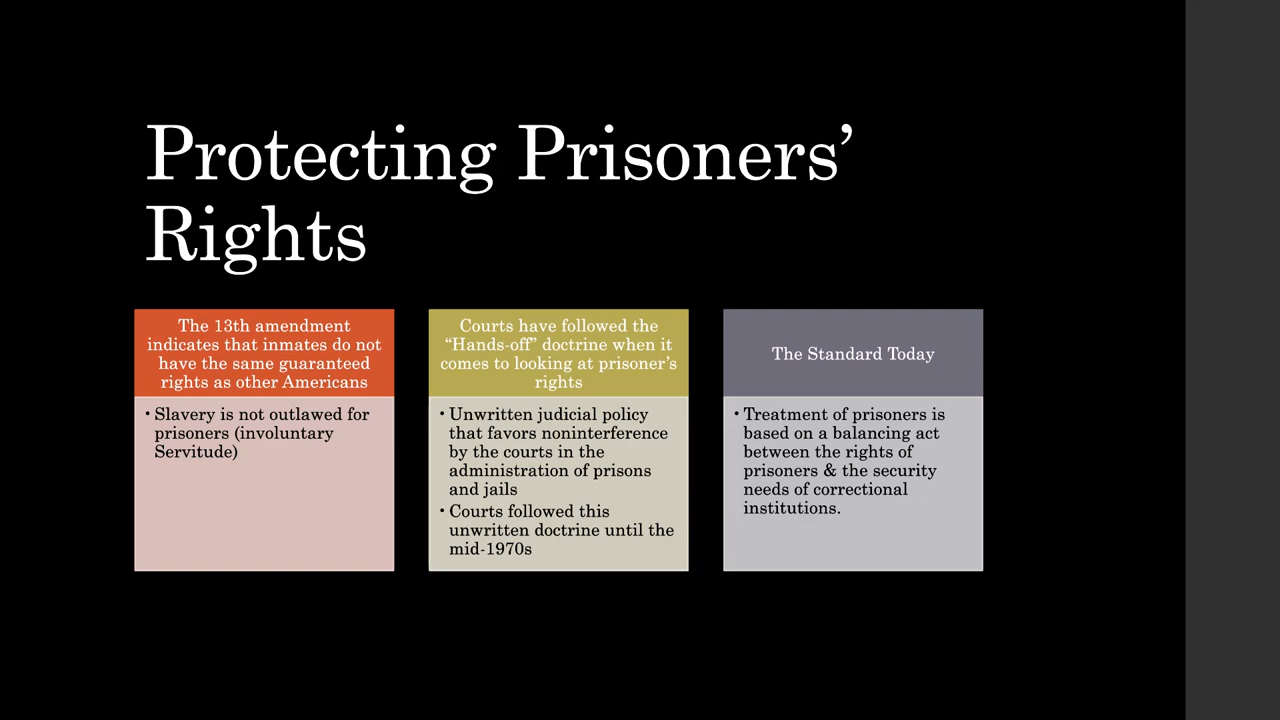 Protecting Prisoners’
Rights
The 13th amendment
indicates that inmates do not
have the same guaranteed
rights as other Americans
• Slavery is not outlawed for
prisoners (involuntary
Servitude)
Courts have followed the
“Hands-off” doctrine when it
comes to looking at prisoner’s
rights
• Unwritten judicial policy
that favors noninterference
by the courts in the
administration of prisons
and jails
• Courts followed this
unwritten doctrine until the
mid-1970s
The Standard Today
• Treatment of prisoners is
based on a balancing act
between the rights of
prisoners & the security
needs of correctional
institutions.